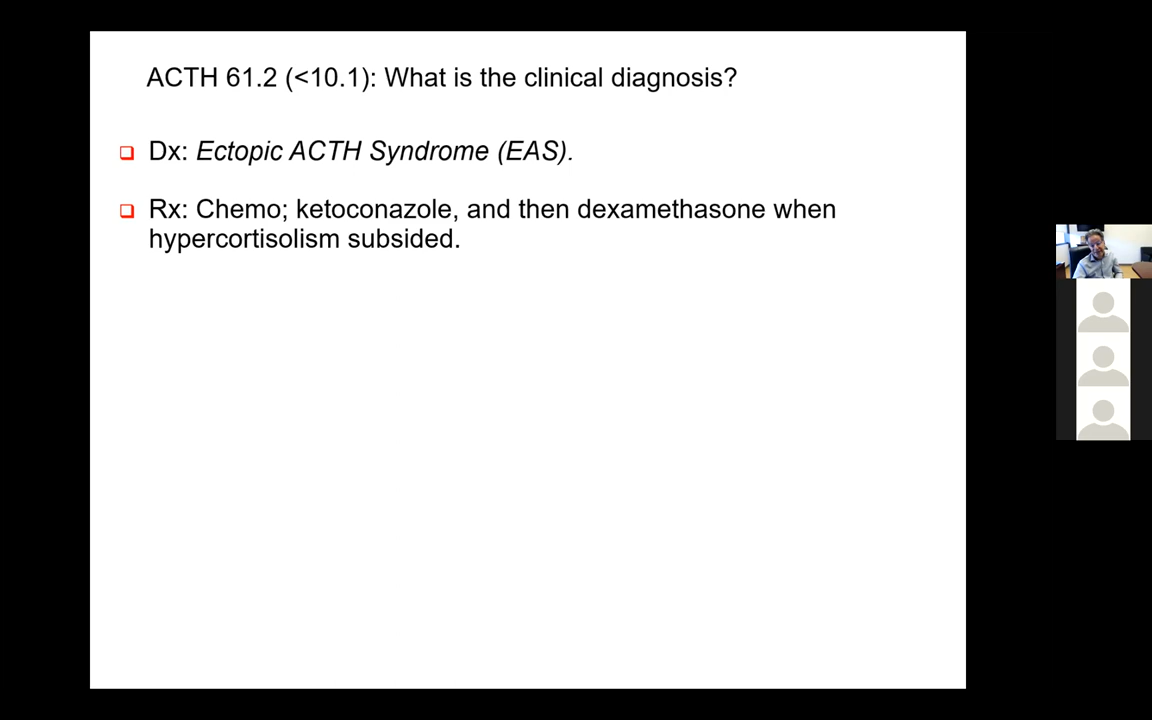 ACTH 61.2 (<10.1): What is the clinical diagnosis?
Dx: Ectopic ACTH Syndrome (EAS).
Rx: Chemo; ketoconazole, and then dexamethasone when
hypercortisolism subsided.